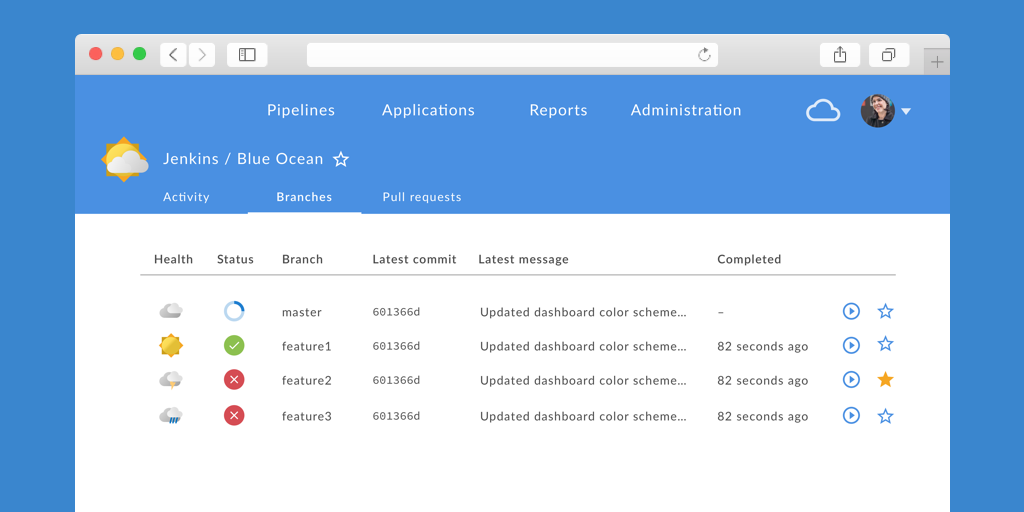 Pipelines Applications Reports Administration
Jenkins / Blue Ocean
Activity Branches Pull requests
Health Status Branch Latest commit Latest message Completed
master 601366d Updated dashboard color scheme... –
feature1 601366d Updated dashboard color scheme... 82 seconds ago
feature2 601366d Updated dashboard color scheme... 82 seconds ago
feature3 601366d Updated dashboard color scheme... 82 seconds ago